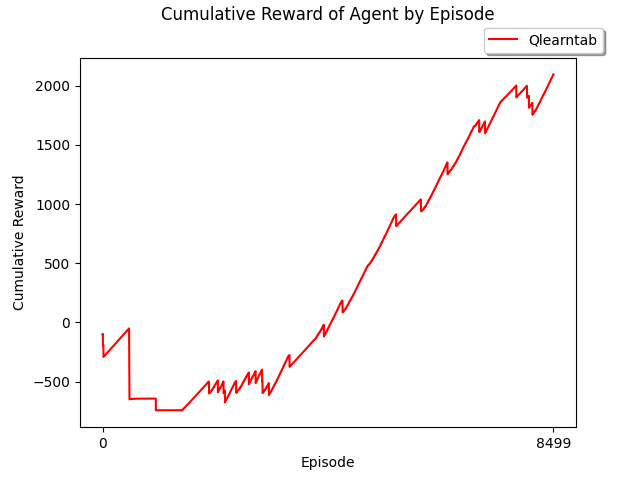 Cumulative Reward of Agent by Episode
Qlearntab
2000
1500
1000
500
0
−500
Cumulative Reward
0
8499
Episode